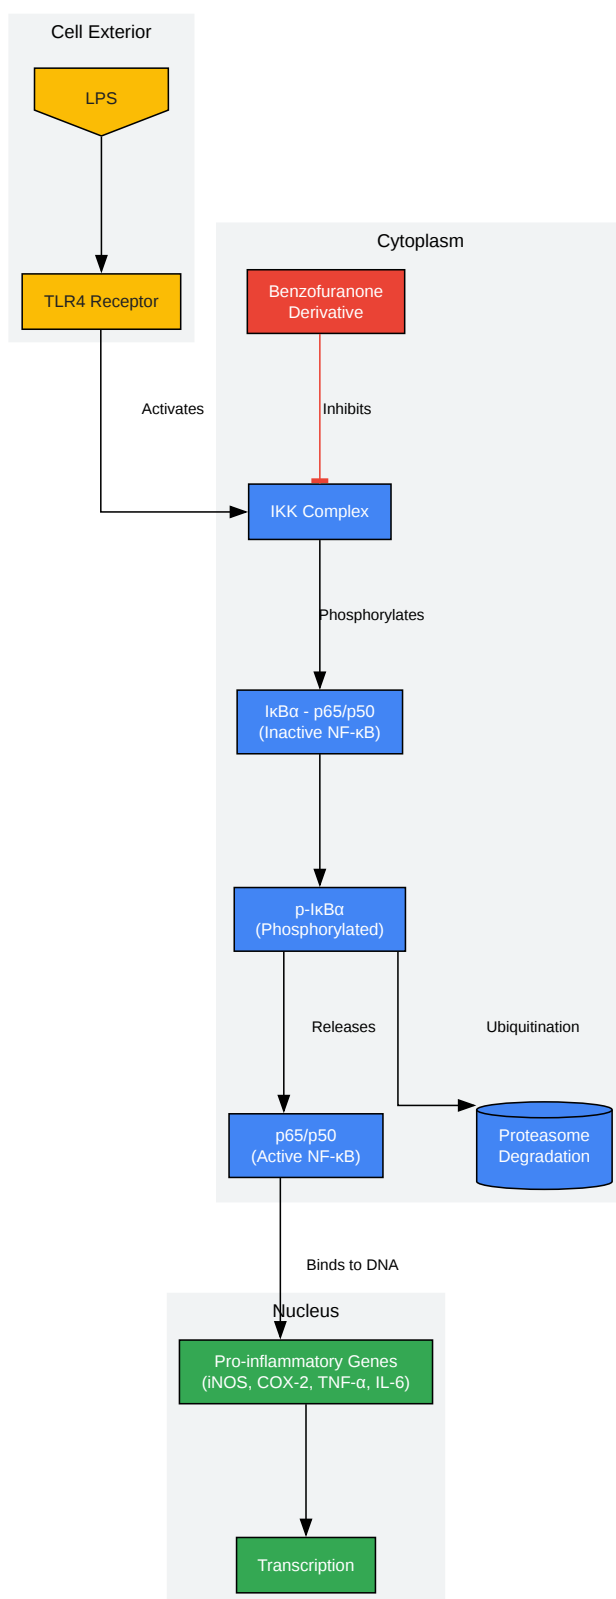 Cell Exterior
LPS
TLR4 Receptor
Cytoplasm
Benzofuranone
Derivative
Activates
Inhibits
IKK Complex
Phosphorylates
IκBα - p65/p50
(Inactive NF-κB)
p-IκBα
(Phosphorylated)
Releases
Ubiquitination
p65/p50
(Active NF-κB)
Proteasome
Degradation
Binds to DNA
Nucleus
Pro-inflammatory Genes
(iNOS, COX-2, TNF-α, IL-6)
Transcription